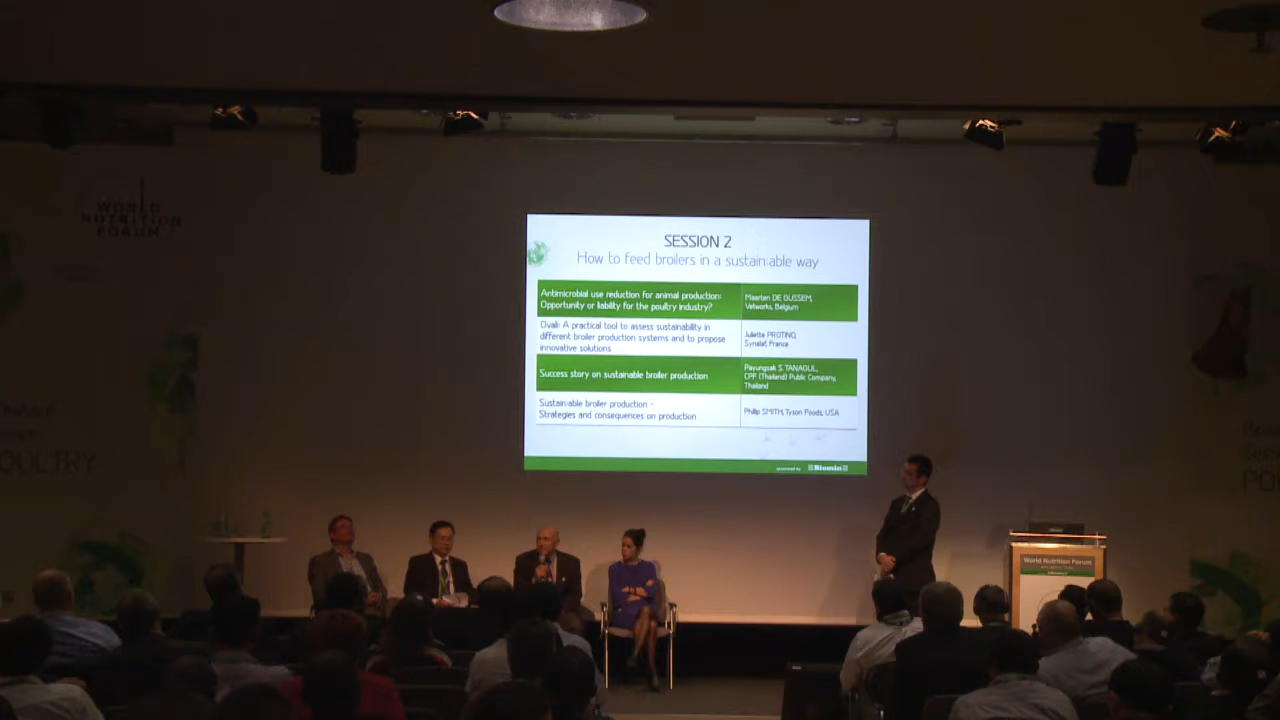 WORLD
NUTRITION
FORUM
SESSION 2
How to feed broilers in a sustainable way
Antimicrobial use reduction for animal production:
Opportunity or liability for the poultry industry?
Maarten DE GUSSEM,
Vetworks, Belgium
Ovali: A practical tool to assess sustainability in
different broiler production systems and to propose
innovative solutions
Juliette PROTINO,
Synalaf, France
Success story on sustainable broiler production
Payungsak S. TANAGUL,
CPF (Thailand) Public Company,
Thailand
Sustainable broiler production -
Strategies and consequences on production
Philip SMITH, Tyson Foods, USA
sponsored by Biomin
OULTRY
World Nutrition Forum